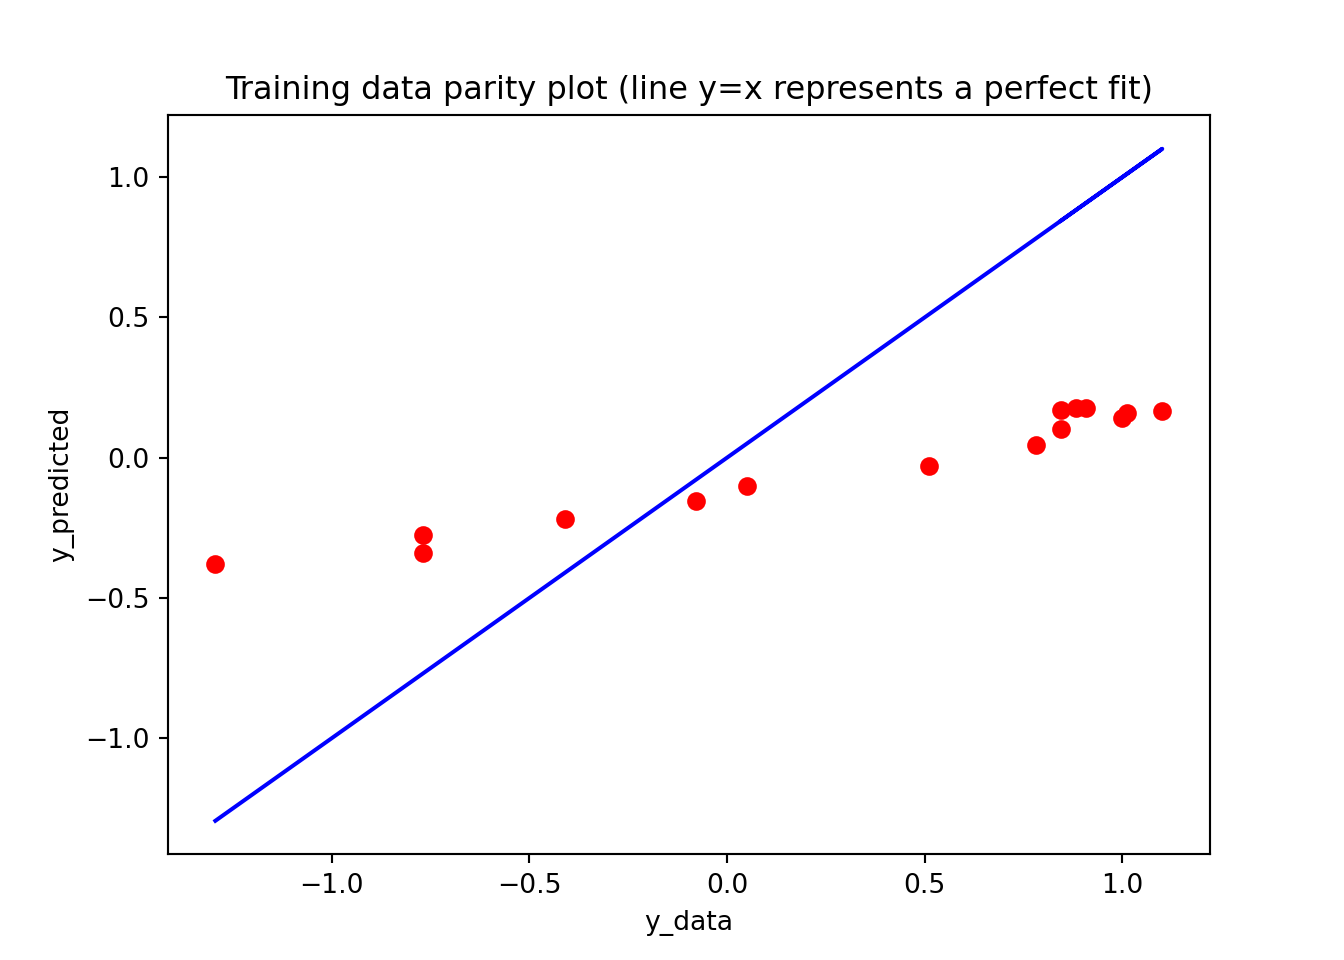 Training data parity plot (line y=x represents a perfect fit)
1.0
0.5
0.0
−0.5
−1.0
y_predicted
−1.0 −0.5 0.0 0.5 1.0
y_data